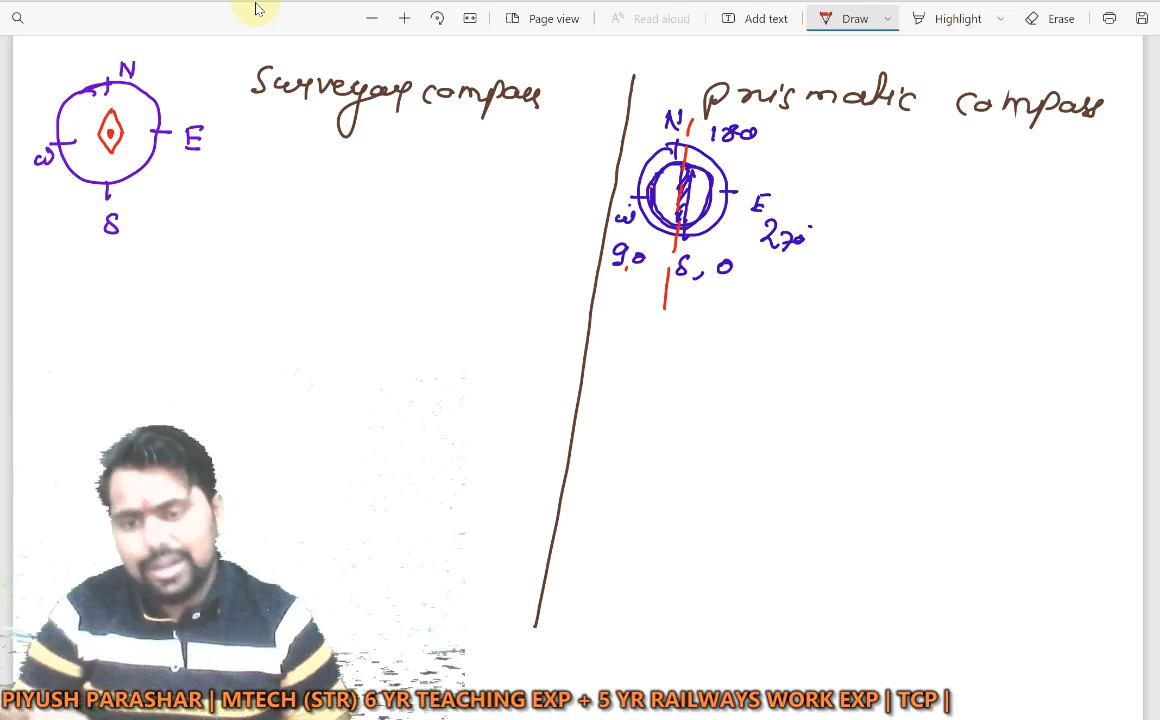 Page view
Read aloud
Add text
Draw
Highlight
Erase
Surveyor compass
Prismatic compass
N
W
E
S
N
180
W
E
90
270°
S, 0
PIYUSH PARASHAR | MTECH (STR) 6 YR TEACHING EXP + 5 YR RAILWAYS WORK EXP | TCP |